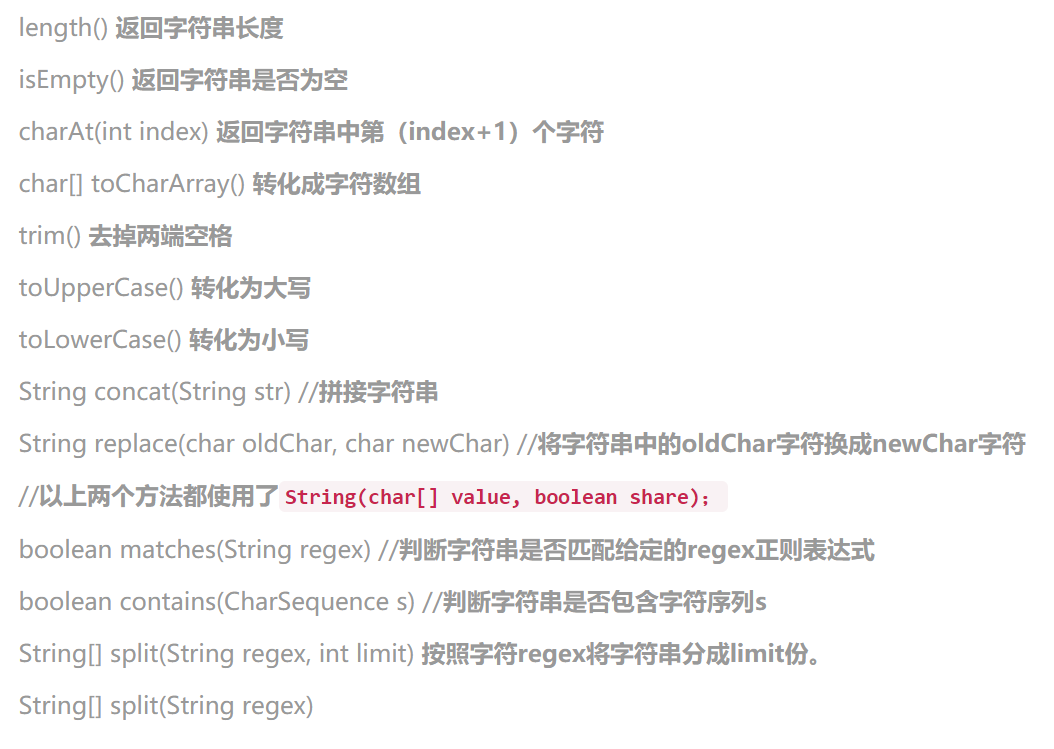 length() 返回字符串长度
isEmpty() 返回字符串是否为空
charAt(int index) 返回字符串中第（index+1）个字符
char[] toCharArray() 转化成字符数组
trim() 去掉两端空格
toUpperCase() 转化为大写
toLowerCase() 转化为小写
String concat(String str) //拼接字符串
String replace(char oldChar, char newChar) //将字符串中的oldChar字符换成newChar字符
//以上两个方法都使用了String(char[] value, boolean share);
boolean matches(String regex) //判断字符串是否匹配给定的regex正则表达式
boolean contains(CharSequence s) //判断字符串是否包含字符序列s
String[] split(String regex, int limit) 按照字符regex将字符串分成limit份。
String[] split(String regex)